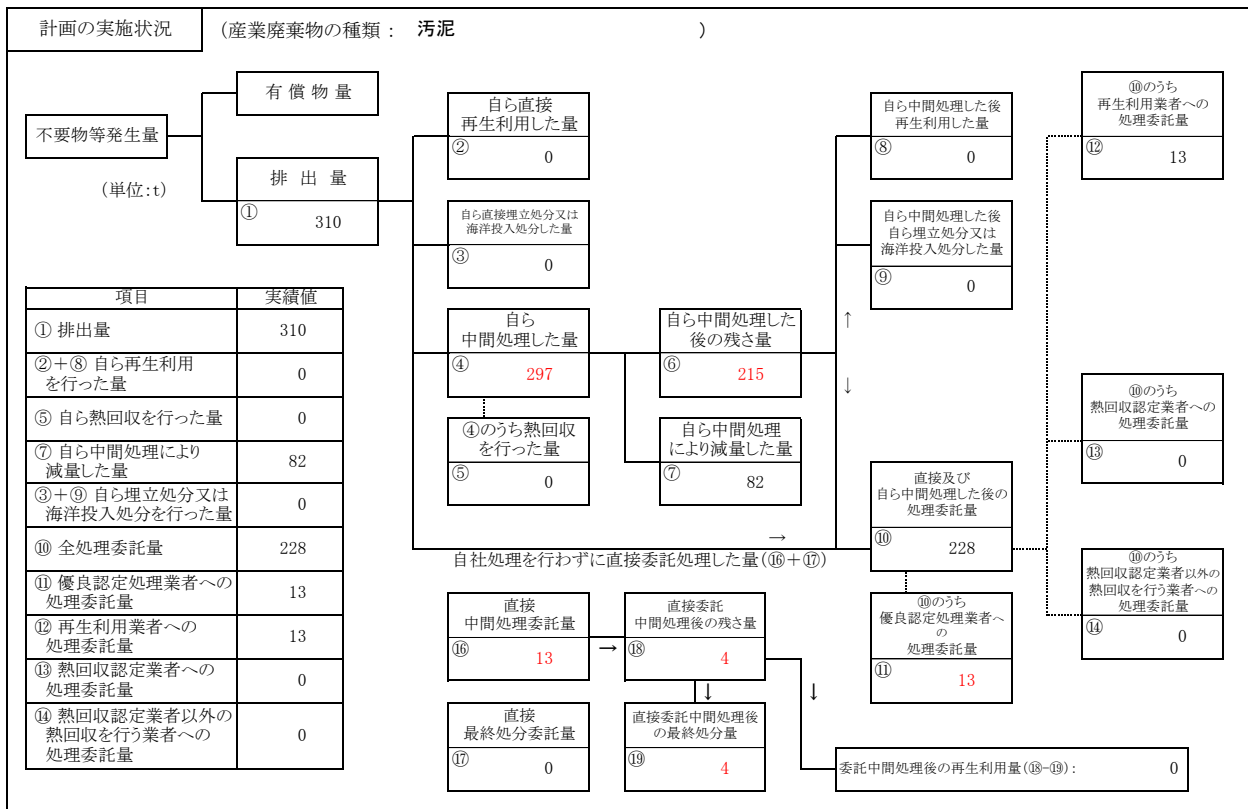 計画の実施状況
(産業廃棄物の種類： 汚泥 )
不要物等発生量
(単位:t)
有 償 物 量
排 出 量
① 310
自ら直接
再生利用した量
② 0
自ら直接埋立処分又は
海洋投入処分した量
③ 0
自ら
中間処理した量
④ 297
④のうち熱回収
を行った量
⑤ 0
自ら中間処理した
後の残さ量
⑥ 215
自ら中間処理
により減量した量
⑦ 82
自ら中間処理した後
再生利用した量
⑧ 0
自ら中間処理した後
自ら埋立処分又は
海洋投入処分した量
⑨ 0
↑
↓
直接及び
自ら中間処理した後の
処理委託量
⑩ 228
→
自社処理を行わずに直接委託処理した量(⑯＋⑰)
⑩のうち
優良認定処理業者へ
の
処理委託量
⑪ 13
⑩のうち
再生利用業者への
処理委託量
⑫ 13
⑩のうち
熱回収認定業者への
処理委託量
⑬ 0
⑩のうち
熱回収認定業者以外の
熱回収を行う業者への
処理委託量
⑭ 0
直接
中間処理委託量
⑯ 13
→
直接委託
中間処理後の残さ量
⑱ 4
↓
↓
直接
最終処分委託量
⑰ 0
直接委託中間処理後
の最終処分量
⑲ 4
委託中間処理後の再生利用量(⑱-⑲)： 0
項目 実績値
① 排出量 310
②＋⑧ 自ら再生利用
を行った量 0
⑤ 自ら熱回収を行った量 0
⑦ 自ら中間処理により
減量した量 82
③＋⑨ 自ら埋立処分又は
海洋投入処分を行った量 0
⑩ 全処理委託量 228
⑪ 優良認定処理業者への
処理委託量 13
⑫ 再生利用業者への
処理委託量 13
⑬ 熱回収認定業者への
処理委託量 0
⑭ 熱回収認定業者以外の
熱回収を行う業者への
処理委託量 0